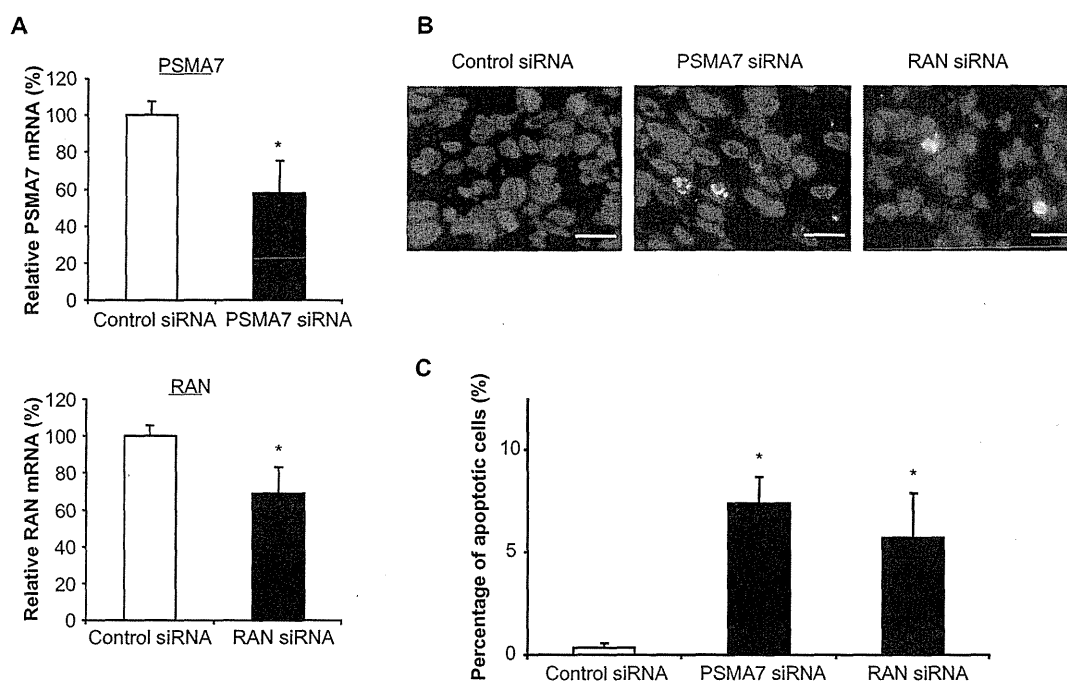 A
PSMA7
Relative PSMA7 mRNA (%)
120
100
80
60
40
20
0
*
Control siRNA PSMA7 siRNA
RAN
Relative RAN mRNA (%)
120
100
80
60
40
20
0
*
Control siRNA RAN siRNA
B
Control siRNA PSMA7 siRNA RAN siRNA
C
Percentage of apoptotic cells (%)
10
5
0
*
*
Control siRNA PSMA7 siRNA RAN siRNA